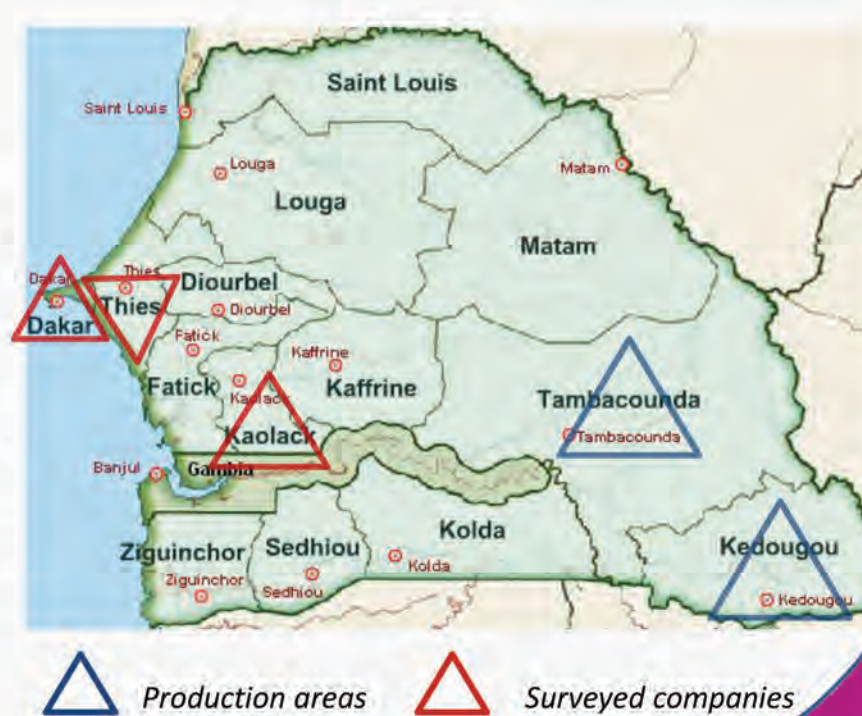 Saint Louis
Saint Louis
Louga
Louga
Matam
Matam
Dakar
Dakar
Thies
Thies
Diourbel
Diourbel
Fatick
Fatick
Kaffrine
Kaffrine
Kaolack
Kaolack
Tambacounda
Tambacounda
Banjul
Gambia
Ziguinchor
Ziguinchor
Sedhiou
Sedhiou
Kolda
Kolda
Kedougou
Kedougou
Production areas
Surveyed companies